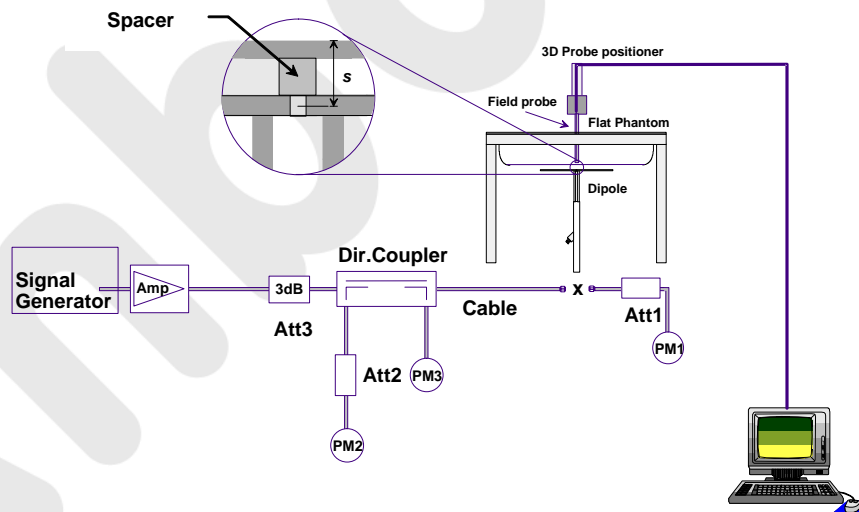 Spacer
s
3D Probe positioner
Field probe
Flat Phantom
Dipole
Signal
Generator
Amp
3dB
Att3
Dir.Coupler
Cable
x
Att1
PM1
Att2
PM3
PM2